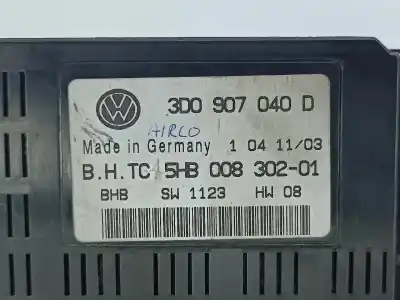 3D0 907 040 D
AIRCO
Made in Germany 1 04 11/03
B.H.TC 5HB 008 302-01
BHB SW 1123 HW 08